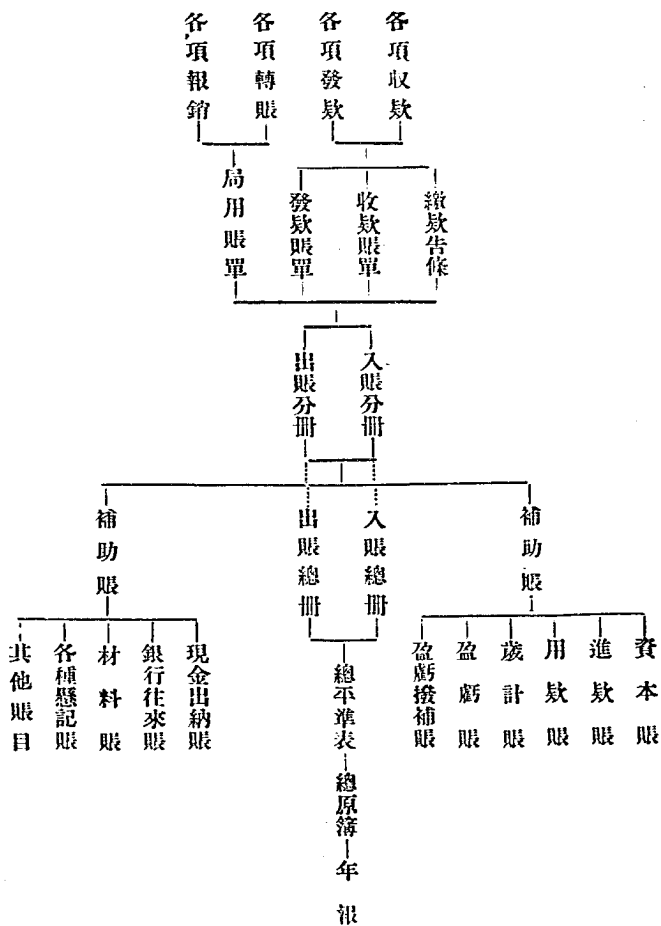 各項收欵
各項發欵
各項轉賬
各項報銷
繳欵告條
收欵賬單
發欵賬單
局用賬單
入賬分冊
出賬分冊
補助賬
入賬總冊
出賬總冊
補助賬
資本賬
進欵賬
用欵賬
歲計賬
盈虧賬
盈虧撥補賬
總平準表
總原簿
年報
現金出納賬
銀行往來賬
材料賬
各種懸記賬
其他賬目